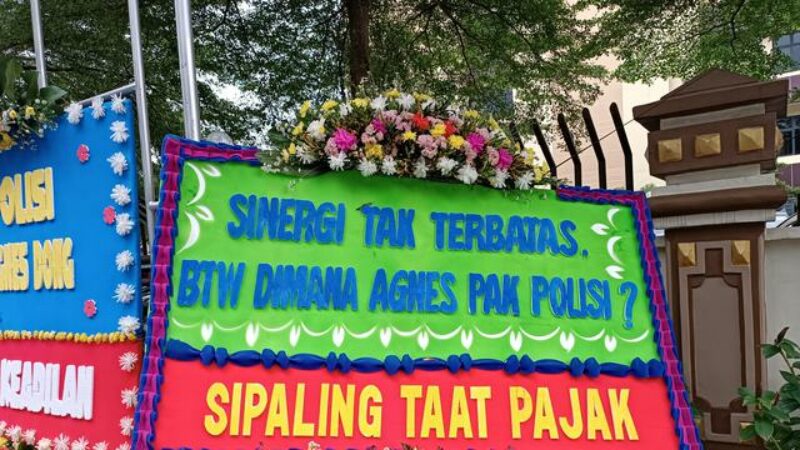 OLISI
GNES DONG
KEADILAN
SINERGI TAK TERBATAS.
BTW DIMANA AGNES PAK POLISI?
SIPALING TAAT PAJAK